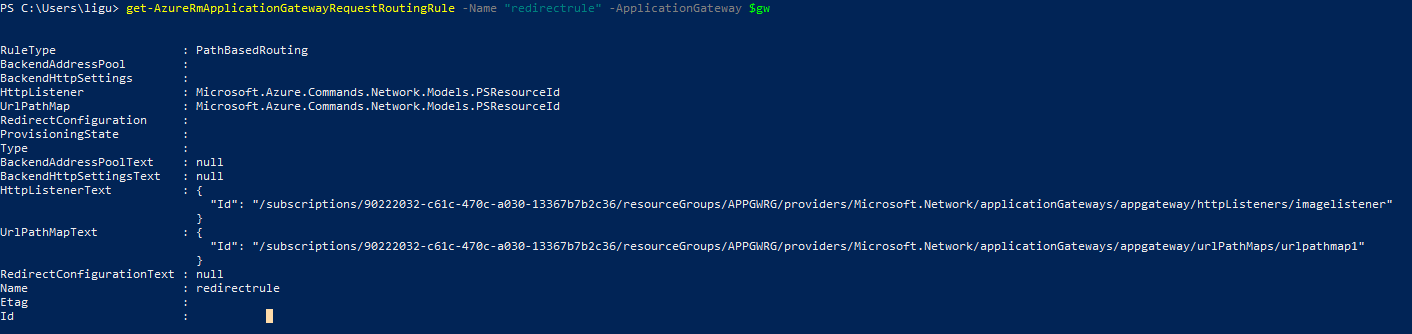 PS C:\Users\ligu> get-AzureRmApplicationGatewayRequestRoutingRule -Name "redirectrule" -ApplicationGateway $gw
RuleType : PathBasedRouting
BackendAddressPool :
BackendHttpSettings :
HttpListener : Microsoft.Azure.Commands.Network.Models.PSResourceId
UrlPathMap : Microsoft.Azure.Commands.Network.Models.PSResourceId
RedirectConfiguration :
ProvisioningState :
Type :
BackendAddressPoolText : null
BackendHttpSettingsText : null
HttpListenerText : {
"Id": "/subscriptions/90222032-c61c-470c-a030-13367b7b2c36/resourceGroups/APPGWRG/providers/Microsoft.Network/applicationGateways/appgateway/httpListeners/imagelistener"
}
UrlPathMapText : {
"Id": "/subscriptions/90222032-c61c-470c-a030-13367b7b2c36/resourceGroups/APPGWRG/providers/Microsoft.Network/applicationGateways/appgateway/urlPathMaps/urlpathmap1"
}
RedirectConfigurationText : null
Name : redirectrule
Etag :
Id :